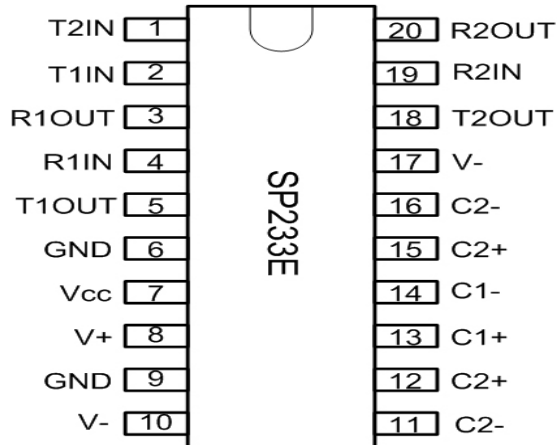 T2IN 1 20 R2OUT
T1IN 2 19 R2IN
R1OUT 3 18 T2OUT
R1IN 4 17 V-
T1OUT 5 16 C2-
GND 6 15 C2+
Vcc 7 14 C1-
V+ 8 13 C1+
GND 9 12 C2+
V- 10 11 C2-
SP233E